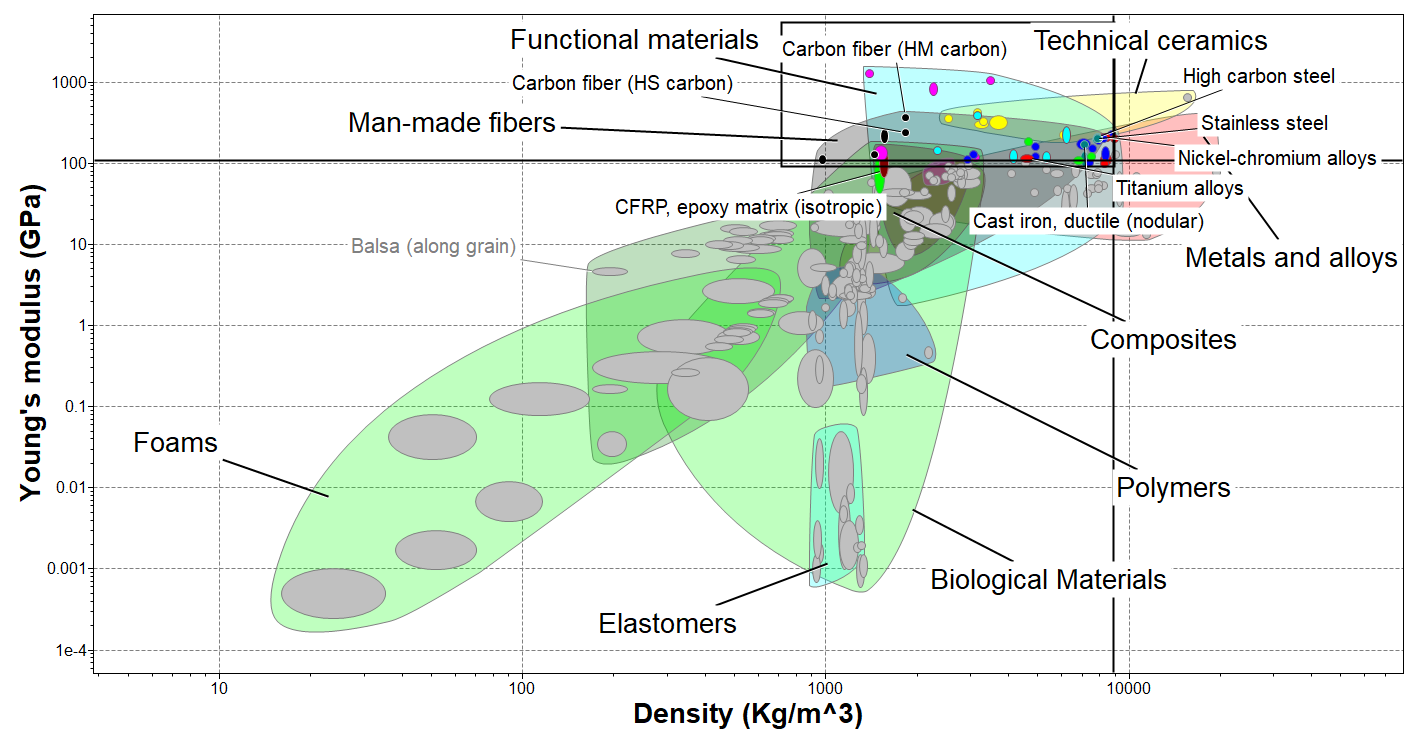 Functional materials
Carbon fiber (HM carbon)
Technical ceramics
Carbon fiber (HS carbon)
High carbon steel
Man-made fibers
Stainless steel
Nickel-chromium alloys
Titanium alloys
CFRP, epoxy matrix (isotropic)
Cast iron, ductile (nodular)
Balsa (along grain)
Metals and alloys
Composites
Foams
Polymers
Biological Materials
Elastomers
Young's modulus (GPa)
1000
100
10
1
0.1
0.01
0.001
1e-4
10
100
1000
10000
Density (Kg/m^3)